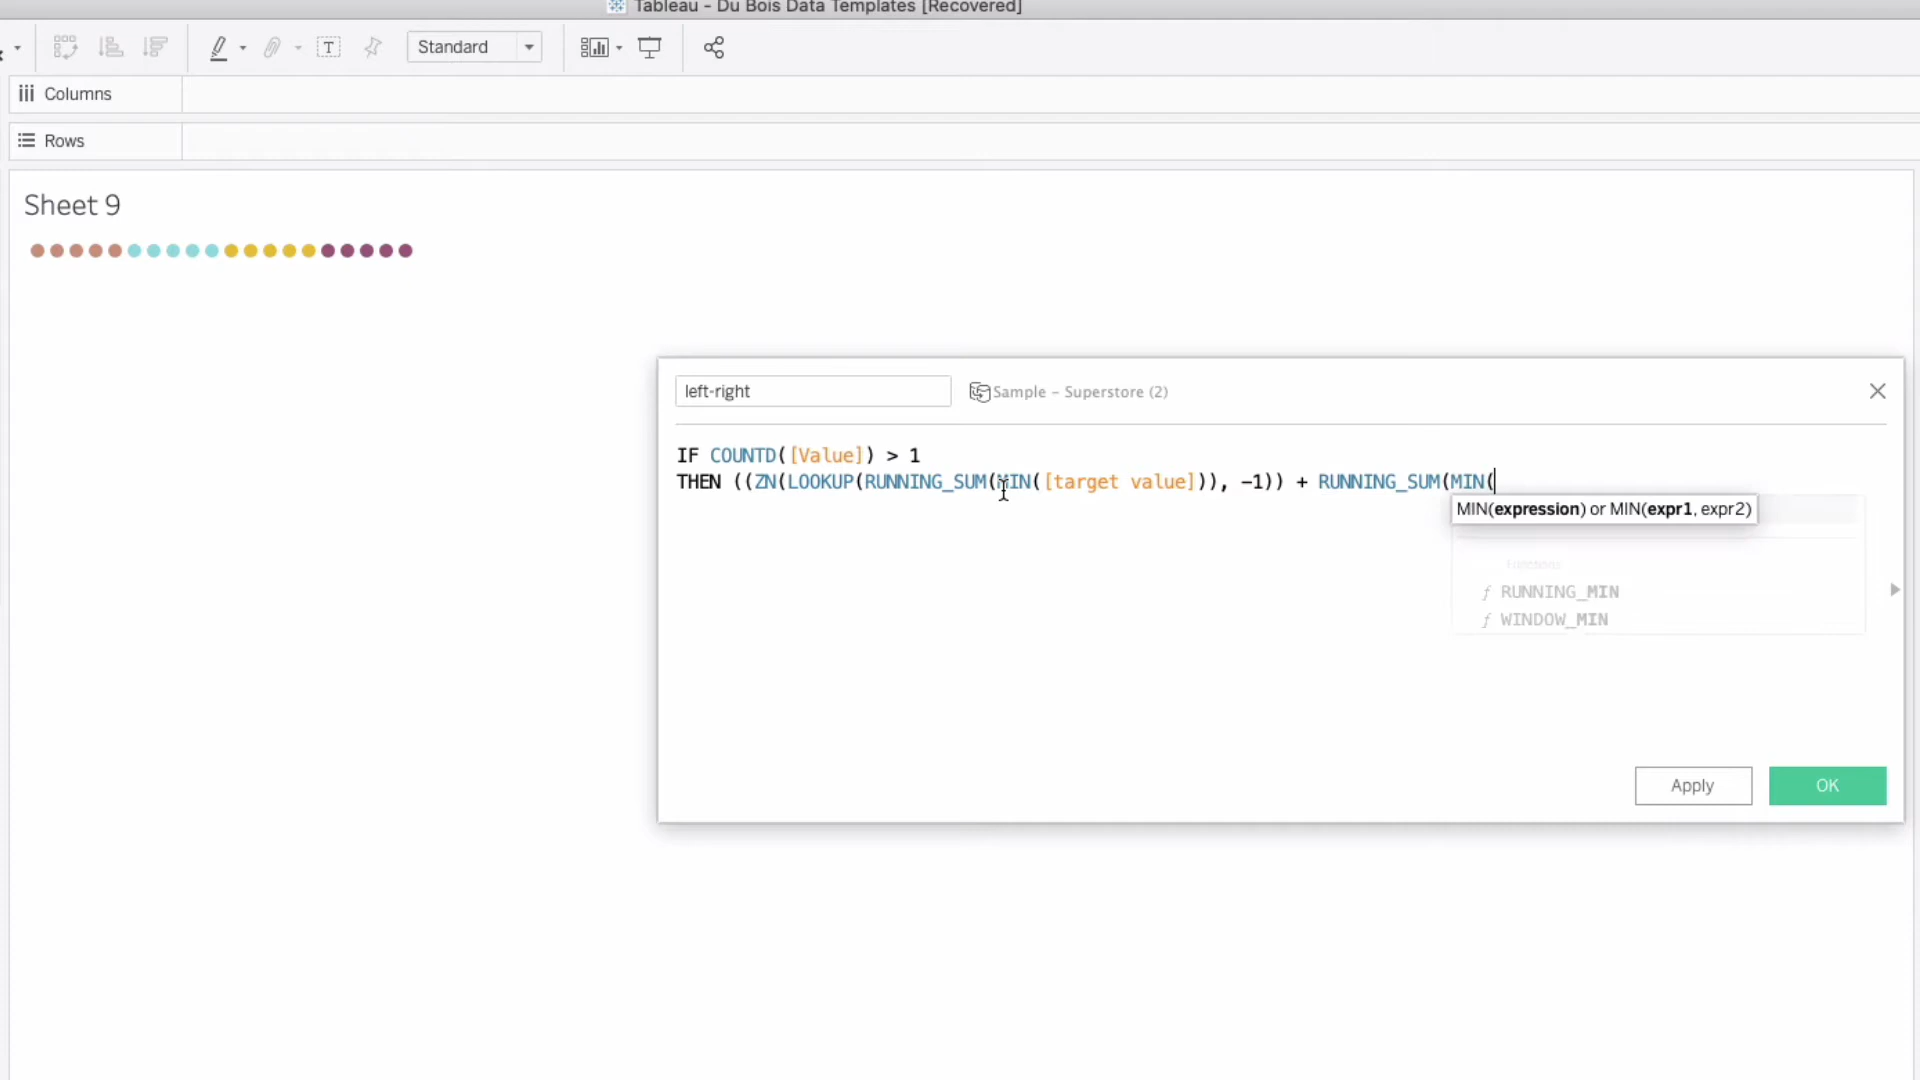 Tableau - Du Bois Data Templates [Recovered]
T Standard
Columns
Rows
Sheet 9
left-right Sample – Superstore (2)
IF COUNTD([Value]) > 1
THEN ((ZN(LOOKUP(RUNNING_SUM(MIN([target value])), -1)) + RUNNING_SUM(MIN(
MIN(expression) or MIN(expr1, expr2)
Functions
f RUNNING_MIN
f WINDOW_MIN
Apply OK